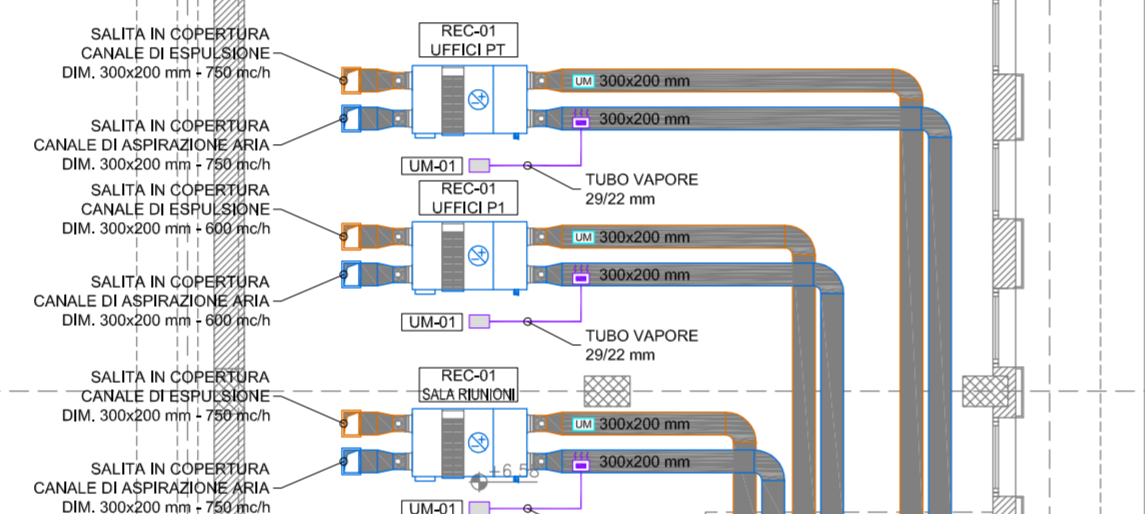 SALITA IN COPERTURA
CANALE DI ESPULSIONE
DIM. 300x200 mm - 750 mc/h
REC-01
UFFICI PT
UM 300x200 mm
SALITA IN COPERTURA
CANALE DI ASPIRAZIONE ARIA
DIM. 300x200 mm - 750 mc/h
300x200 mm
UM-01
TUBO VAPORE
29/22 mm
SALITA IN COPERTURA
CANALE DI ESPULSIONE
DIM. 300x200 mm - 600 mc/h
REC-01
UFFICI P1
UM 300x200 mm
SALITA IN COPERTURA
CANALE DI ASPIRAZIONE ARIA
DIM. 300x200 mm - 600 mc/h
300x200 mm
UM-01
TUBO VAPORE
29/22 mm
SALITA IN COPERTURA
CANALE DI ESPULSIONE
DIM. 300x200 mm - 750 mc/h
REC-01
SALA RIUNIONI
UM 300x200 mm
SALITA IN COPERTURA
CANALE DI ASPIRAZIONE ARIA
DIM. 300x200 mm - 750 mc/h
300x200 mm
+6,58
UM-01